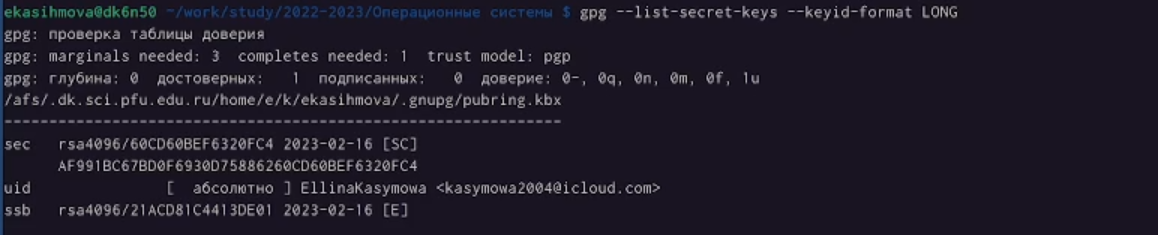 ekasihmova@dk6n50 ~/work/study/2022-2023/Операционные системы $ gpg --list-secret-keys --keyid-format LONG
gpg: проверка таблицы доверия
gpg: marginals needed: 3  completes needed: 1  trust model: pgp
gpg: глубина: 0  достоверных:   1  подписанных:   0  доверие: 0-, 0q, 0n, 0m, 0f, 1u
/afs/.dk.sci.pfu.edu.ru/home/e/k/ekasihmova/.gnupg/pubring.kbx
--------------------------------------------------------------
sec   rsa4096/60CD60BEF6320FC4 2023-02-16 [SC]
      AF991BC67BD0F6930D75886260CD60BEF6320FC4
uid              [  абсолютно ] EllinaKasymowa <kasymowa2004@icloud.com>
ssb   rsa4096/21ACD81C4413DE01 2023-02-16 [E]